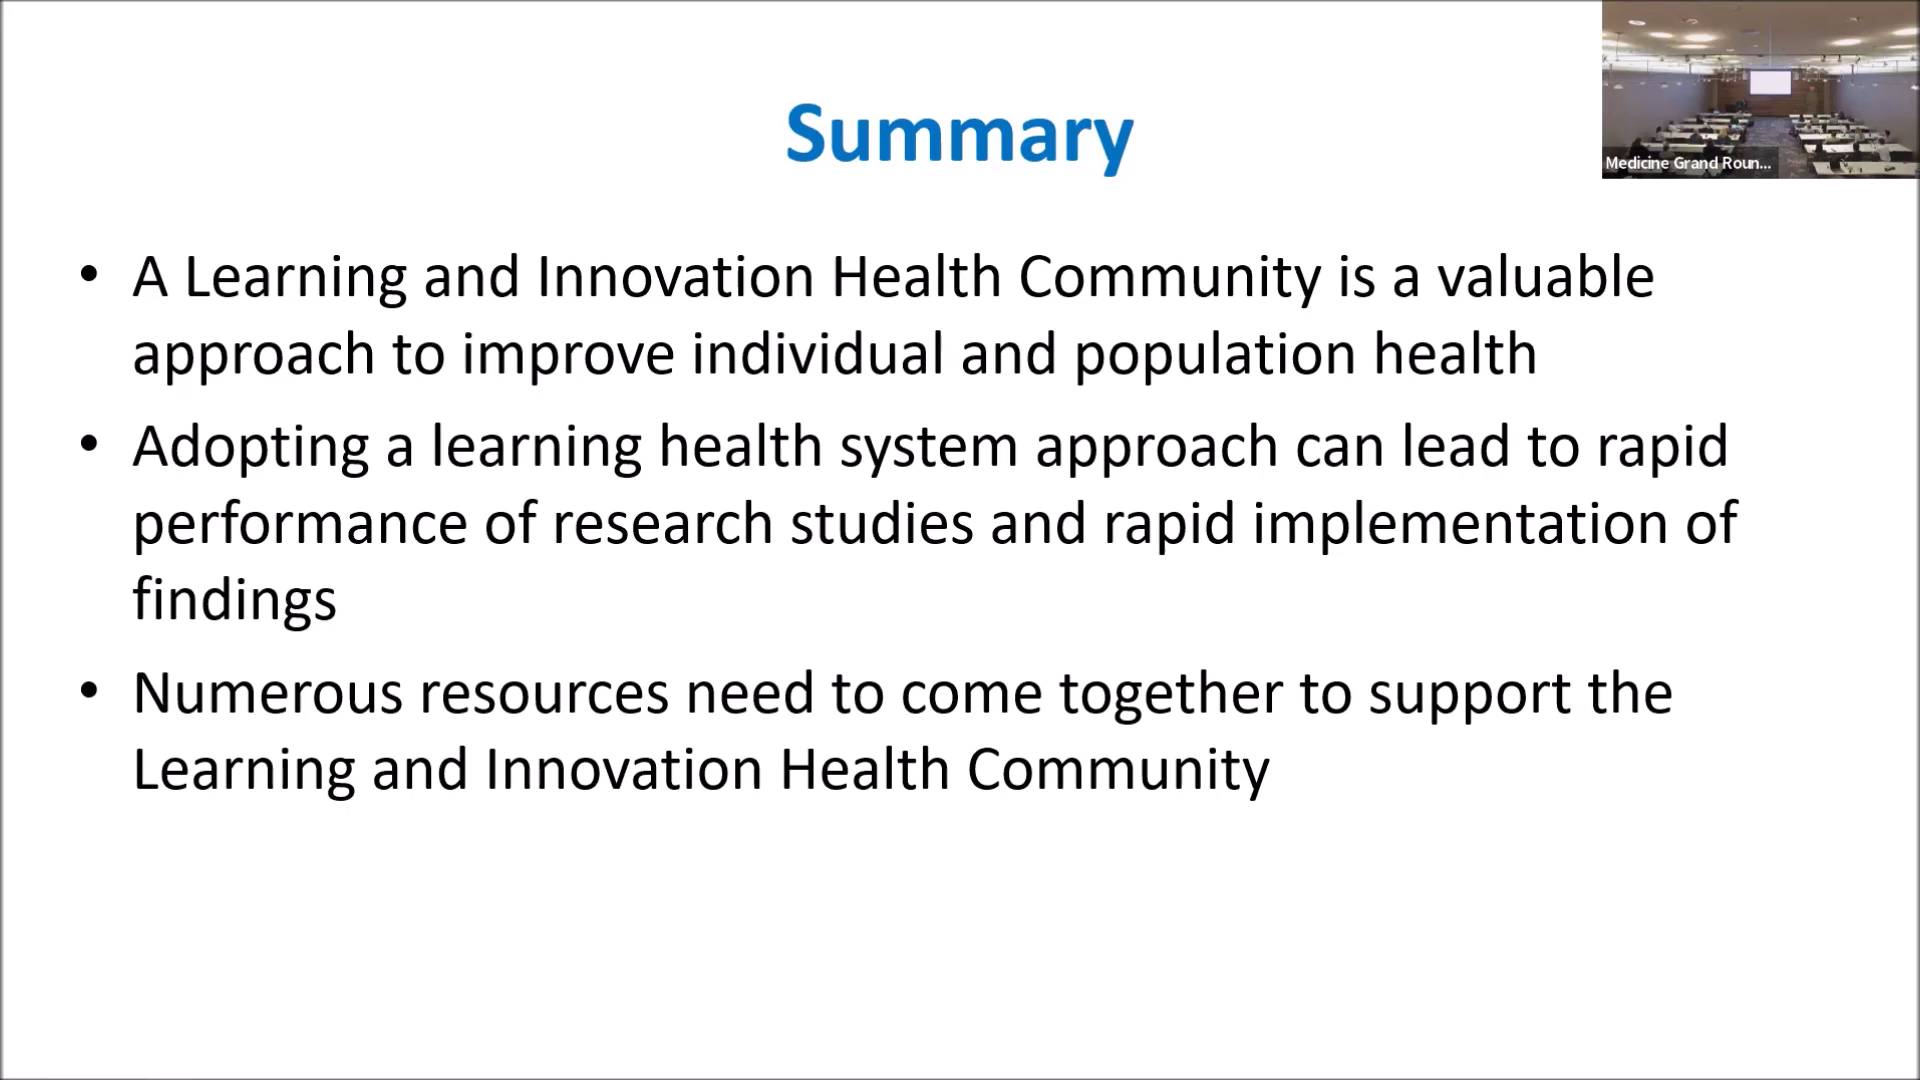 Summary
Medicine Grand Roun...
• A Learning and Innovation Health Community is a valuable
approach to improve individual and population health
• Adopting a learning health system approach can lead to rapid
performance of research studies and rapid implementation of
findings
• Numerous resources need to come together to support the
Learning and Innovation Health Community